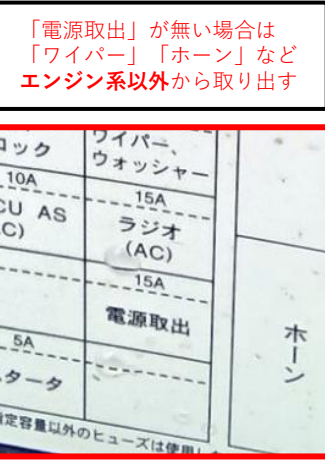 「電源取出」が無い場合は
「ワイパー」「ホーン」など
エンジン系以外から取り出す
ロック
ワイパー、
ウォッシャー
10A
15A
CU AS
C)
ラジオ
(AC)
15A
電源取出
ホーン
5A
タータ
定容量以外のヒューズは使用し